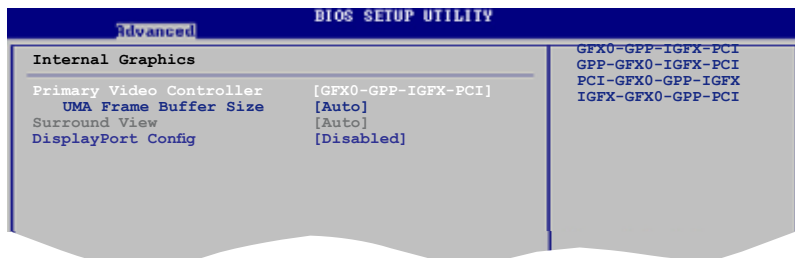 BIOS SETUP UTILITY
Advanced
Internal Graphics
Primary Video Controller [GFX0-GPP-IGFX-PCI]
UMA Frame Buffer Size [Auto]
Surround View [Auto]
DisplayPort Config [Disabled]
GFX0-GPP-IGFX-PCI
GPP-GFX0-IGFX-PCI
PCI-GFX0-GPP-IGFX
IGFX-GFX0-GPP-PCI